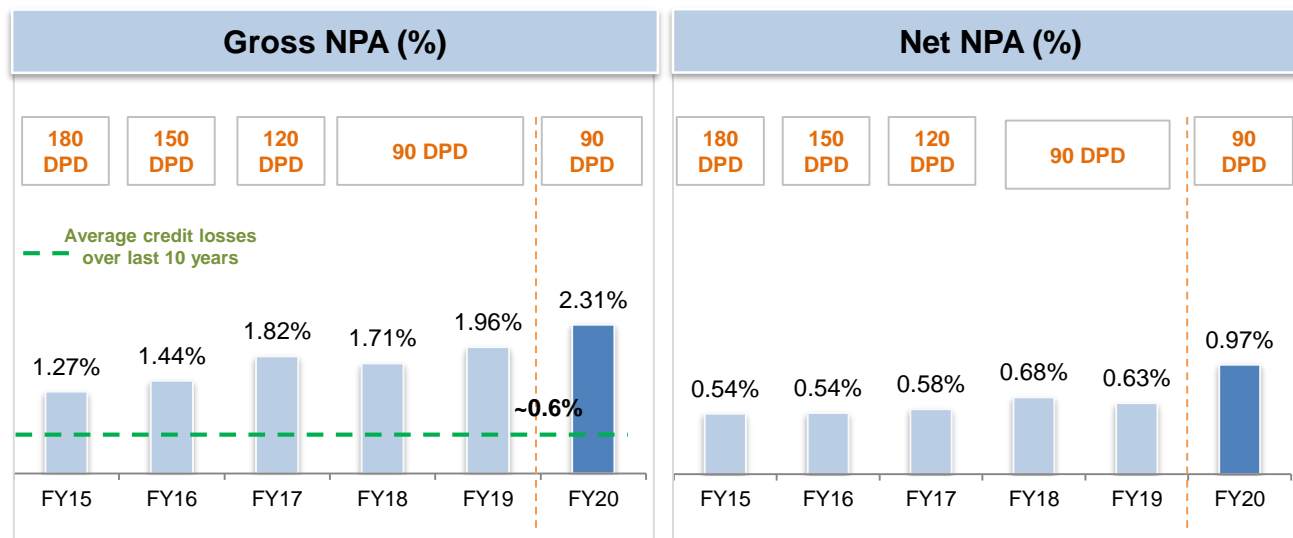 Gross NPA (%)
180
DPD
150
DPD
120
DPD
90 DPD
90
DPD
Average credit losses
over last 10 years
1.27%
1.44%
1.82%
1.71%
1.96%
2.31%
~0.6%
FY15
FY16
FY17
FY18
FY19
FY20
Net NPA (%)
180
DPD
150
DPD
120
DPD
90 DPD
90
DPD
0.54%
0.54%
0.58%
0.68%
0.63%
0.97%
FY15
FY16
FY17
FY18
FY19
FY20